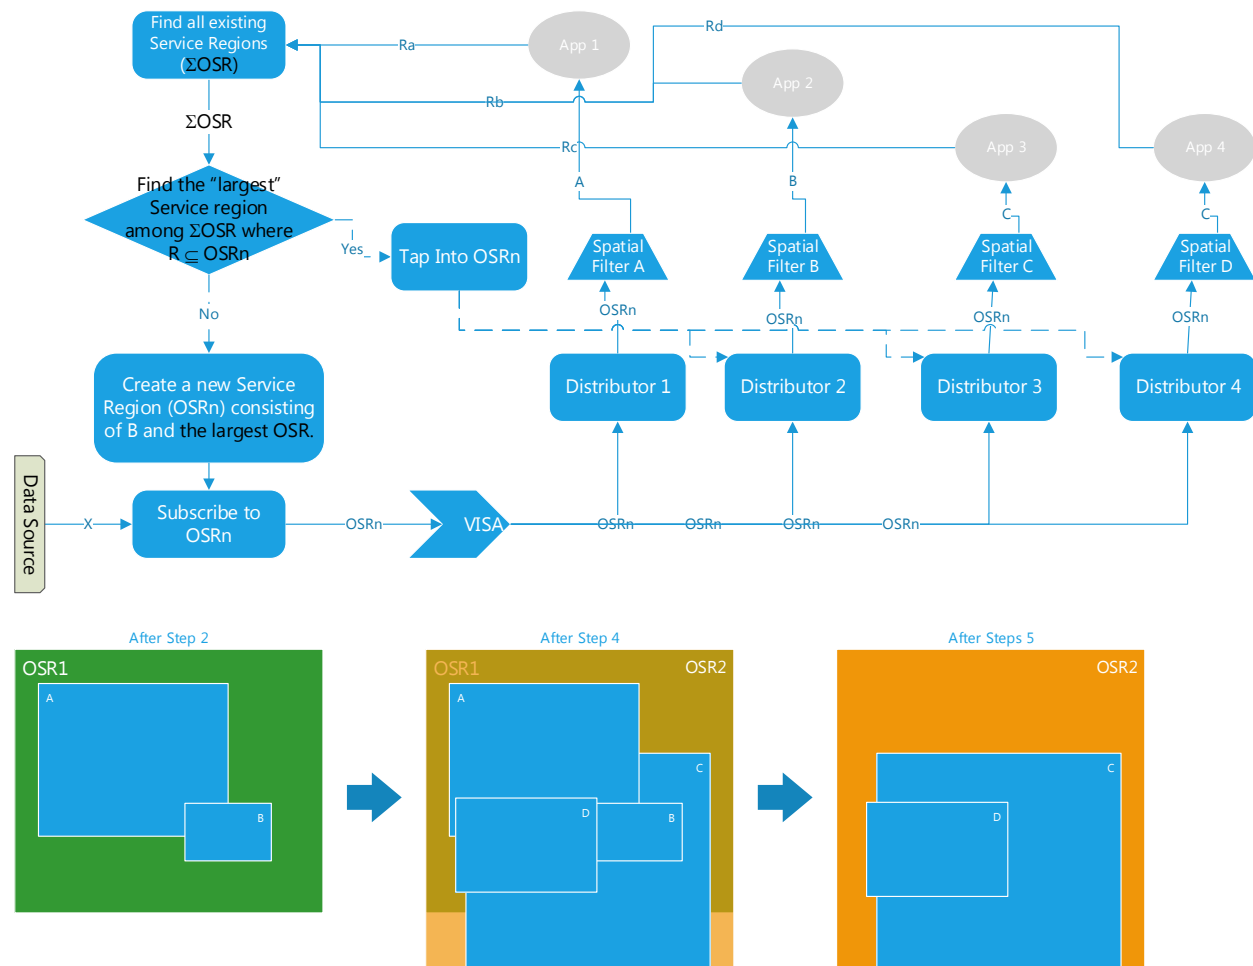 Find all existing
Service Regions
(ΣOSR)
Ra
App 1
Rd
App 2
Rb
ΣOSR
Rc
App 3
App 4
Find the “largest”
Service region
among ΣOSR where
R ⊆ OSRn
A
B
C
C
Yes
Tap Into OSRn
Spatial
Filter A
Spatial
Filter B
Spatial
Filter C
Spatial
Filter D
No
OSRn
OSRn
OSRn
OSRn
Create a new Service
Region (OSRn) consisting
of B and the largest OSR.
Distributor 1
Distributor 2
Distributor 3
Distributor 4
Data Source
X
Subscribe to
OSRn
OSRn
VISA
OSRn
OSRn
OSRn
OSRn
After Step 2
After Step 4
After Steps 5
OSR1
A
B
OSR1
OSR2
A
C
D
B
OSR2
C
D